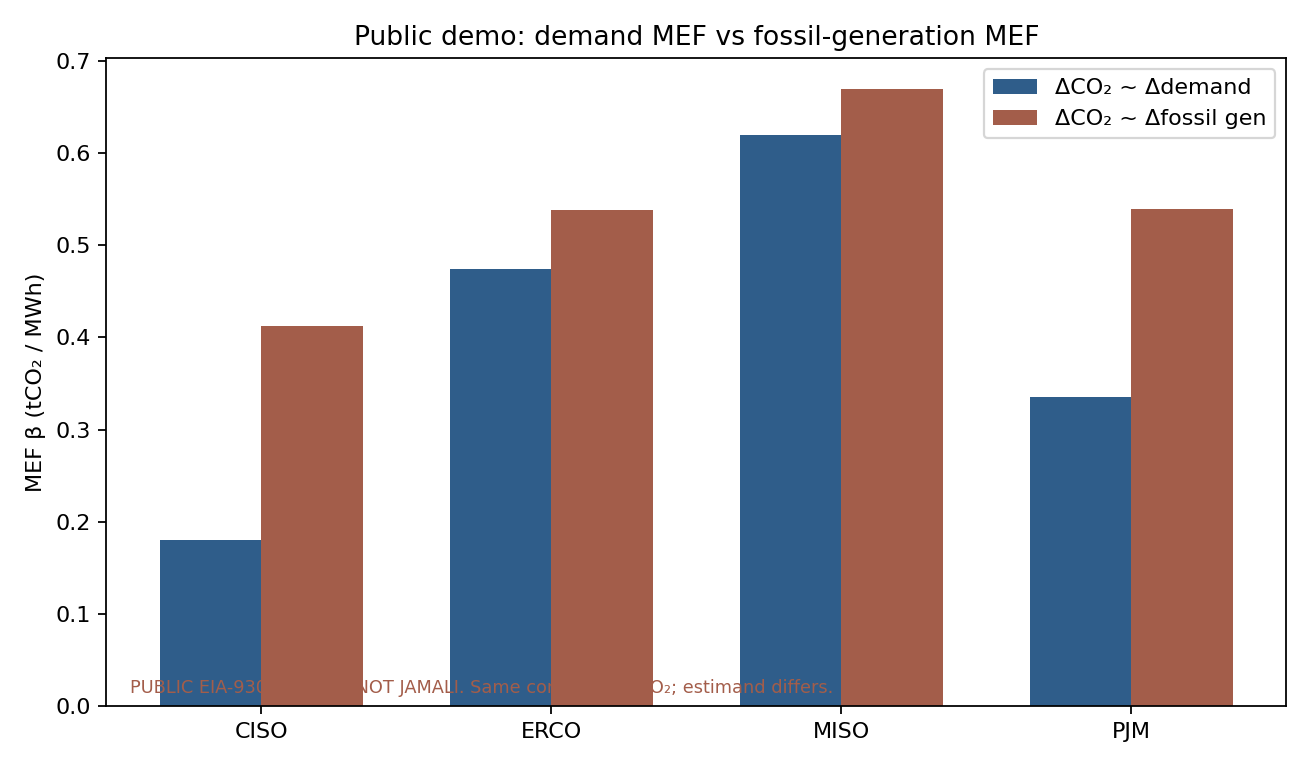 Public demo: demand MEF vs fossil-generation MEF
ΔCO₂ ~ Δdemand
ΔCO₂ ~ Δfossil gen
MEF β (tCO₂ / MWh)
0.7
0.6
0.5
0.4
0.3
0.2
0.1
0.0
PUBLIC EIA-930 NOT JAMALI. Same O₂; estimand differs.
CISO ERCO MISO PJM